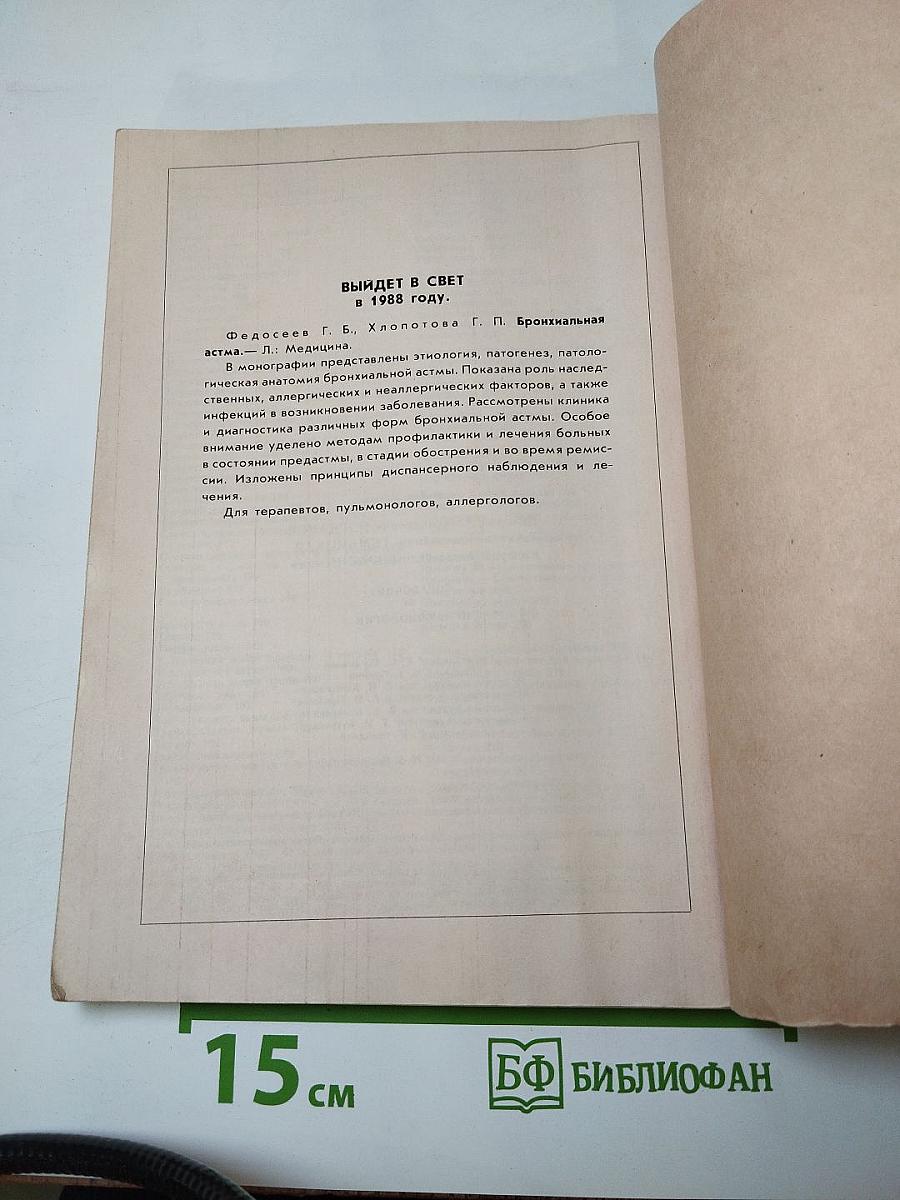 ВЫЙДЕТ В СВЕТ
в 1988 году.
Федосеев Г. Б., Хлопотова Г. П. Бронхиальная
астма.— Л.: Медицина.
В монографии представлены этиология, патогенез, патоло-
гическая анатомия бронхиальной астмы. Показана роль наслед-
ственных, аллергических и неаллергических факторов, а также
инфекций в возникновении заболевания. Рассмотрены клиника
и диагностика различных форм бронхиальной астмы. Особое
внимание уделено методам профилактики и лечения больных
в состоянии предастмы, в стадии обострения и во время ремис-
сии. Изложены принципы диспансерного наблюдения и ле-
чения.
Для терапевтов, пульмонологов, аллергологов.
15 см
БФ БИБЛИОФАН